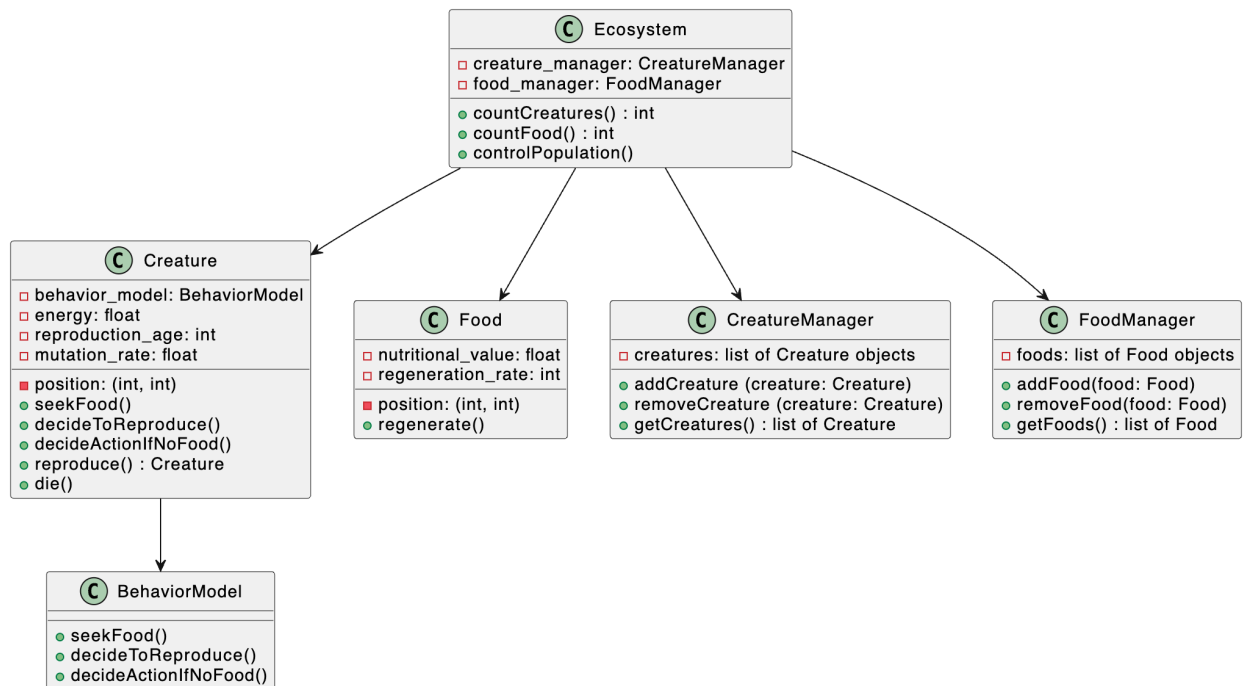 C Ecosystem
creature_manager: CreatureManager
food_manager: FoodManager
countCreatures() : int
countFood() : int
controlPopulation()
C Creature
behavior_model: BehaviorModel
energy: float
reproduction_age: int
mutation_rate: float
position: (int, int)
seekFood()
decideToReproduce()
decideActionIfNoFood()
reproduce() : Creature
die()
C Food
nutritional_value: float
regeneration_rate: int
position: (int, int)
regenerate()
C CreatureManager
creatures: list of Creature objects
addCreature (creature: Creature)
removeCreature (creature: Creature)
getCreatures() : list of Creature
C FoodManager
foods: list of Food objects
addFood(food: Food)
removeFood(food: Food)
getFoods() : list of Food
C BehaviorModel
seekFood()
decideToReproduce()
decideActionIfNoFood()